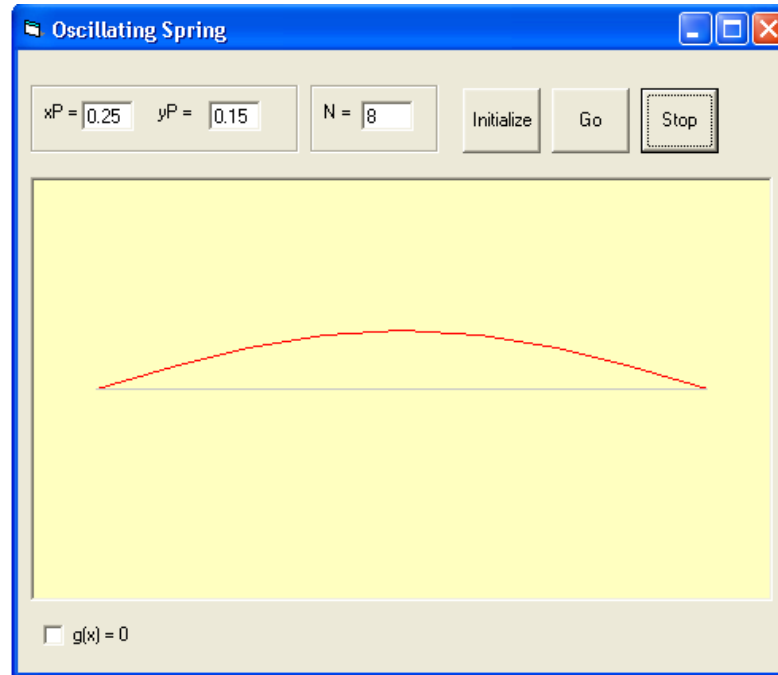 Oscillating Spring
xP = 0.25 yP = 0.15 N = 8 Initialize Go Stop
g(x) = 0